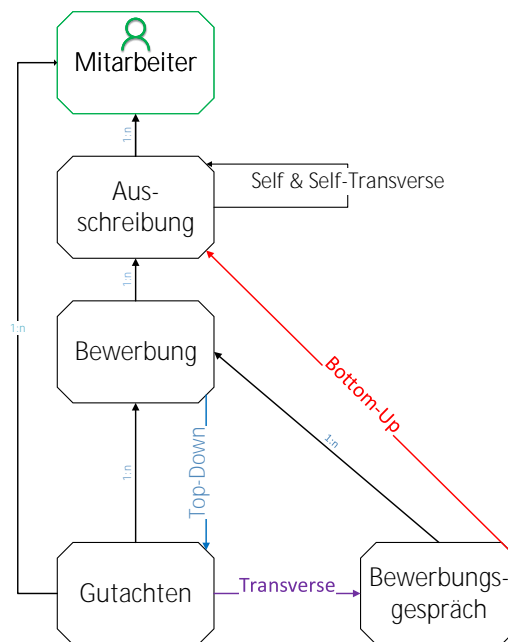 Mitarbeiter
1:n
Aus-
schreibung
Self & Self-Transverse
1:n
1:n
Bewerbung
Bottom-Up
1:n
Top-Down
1:n
Gutachten
Transverse
Bewerbungs-
gespräch